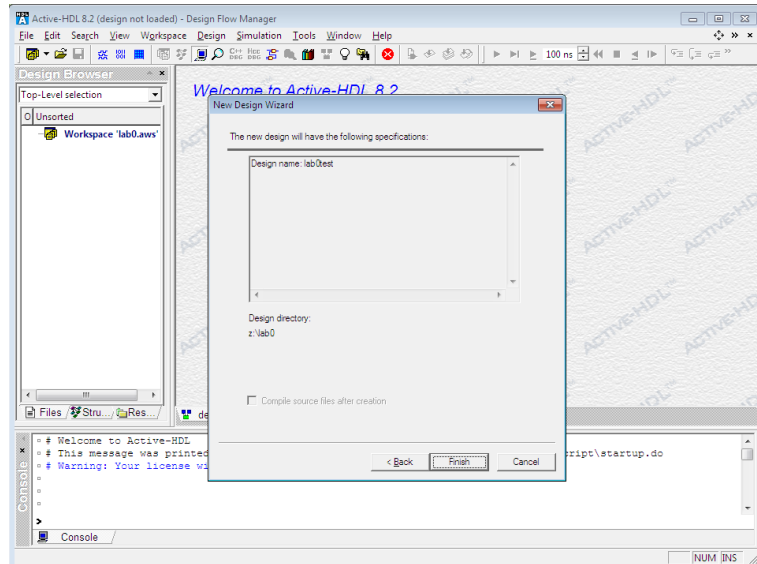 Active-HDL 8.2 (design not loaded) - Design Flow Manager
File Edit Search View Workspace Design Simulation Tools Window Help
100 ns
Design Browser
Top-Level selection
Unsorted
Workspace 'lab0.aws'
Files Stru... Res...
Welcome to Active-HDL 8.2
New Design Wizard
The new design will have the following specifications:
Design name: lab0test
Design directory:
z:\lab0
Compile source files after creation
< Back Finish Cancel
ACTIVE-HDL™
de
Console
# Welcome to Active-HDL
# This message was printed ript\startup.do
# Warning: Your license wi
>
Console
NUM INS